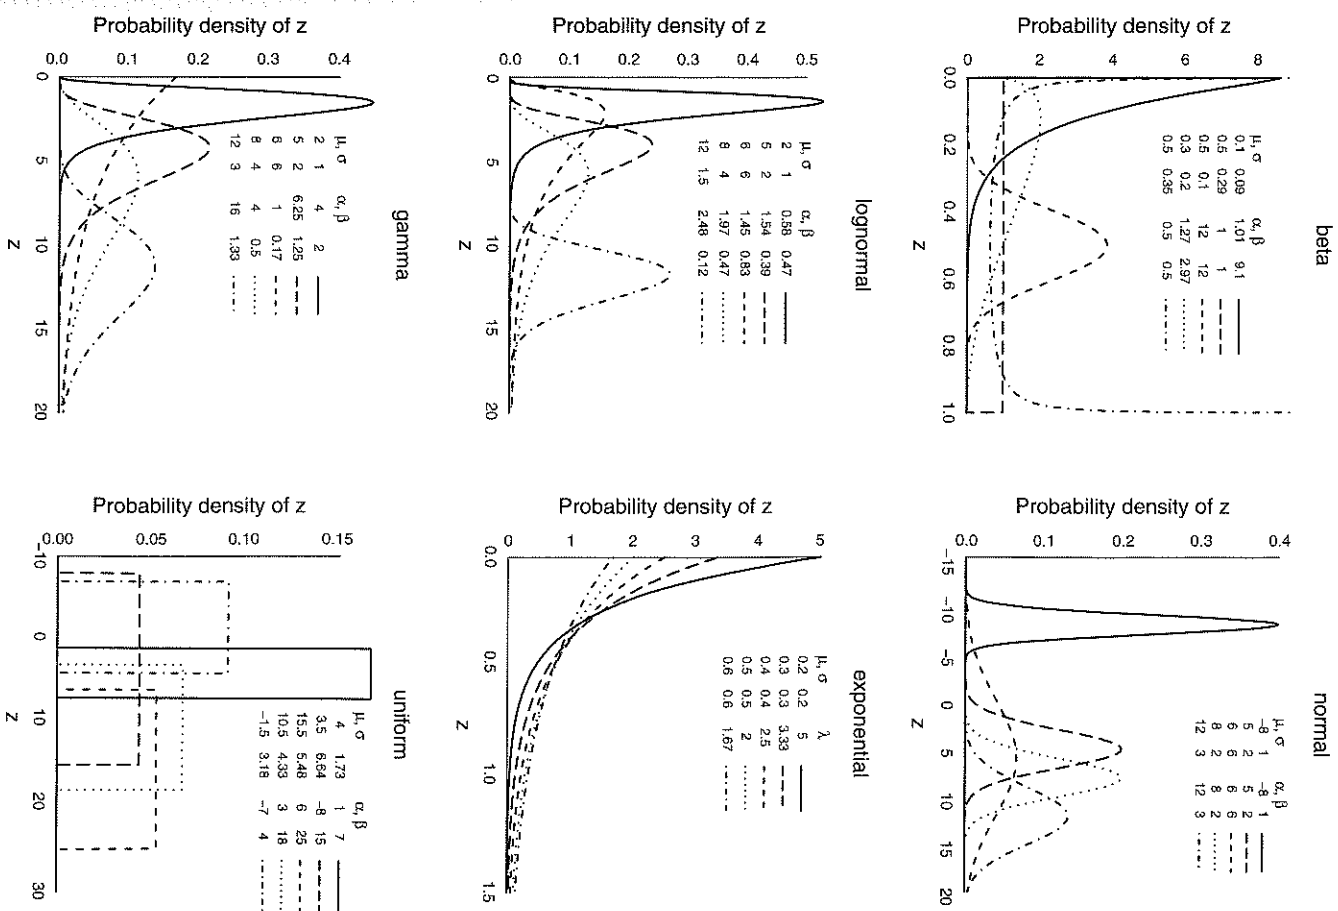 beta
Probability density of z
8
6
4
2
0
μ, σ α, β
0.1 0.09 1.01 9.1
0.5 0.29 1 1
0.5 0.1 12 12
0.3 0.2 1.27 2.97
0.5 0.35 0.5 0.5
0.0 0.2 0.4 0.6 0.8 1.0
z
normal
Probability density of z
0.4
0.3
0.2
0.1
0.0
μ, σ α, β
−8 1 −8 1
5 2 5 2
6 6 6 6
8 2 8 2
12 3 12 3
−15 −10 −5 0 5 10 15 20
z
lognormal
Probability density of z
0.5
0.4
0.3
0.2
0.1
0.0
μ, σ α, β
2 1 0.58 0.47
5 2 1.54 0.39
6 6 1.45 0.83
8 4 1.97 0.47
12 1.5 2.48 0.12
0 5 10 15 20
z
exponential
Probability density of z
5
4
3
2
1
0
μ, σ λ
0.2 0.2 5
0.3 0.3 3.33
0.4 0.4 2.5
0.5 0.5 2
0.6 0.6 1.67
0.0 0.5 1.0 1.5
z
gamma
Probability density of z
0.4
0.3
0.2
0.1
0.0
μ, σ α, β
2 1 4 2
5 2 6.25 1.25
6 6 1 0.17
8 4 4 0.5
12 3 16 1.33
0 5 10 15 20
z
uniform
Probability density of z
0.15
0.10
0.05
0.00
μ, σ α, β
4 1.73 1 7
3.5 6.64 −8 15
15.5 5.48 6 25
10.5 4.33 3 18
−1.5 3.18 −7 4
−10 0 10 20 30
z